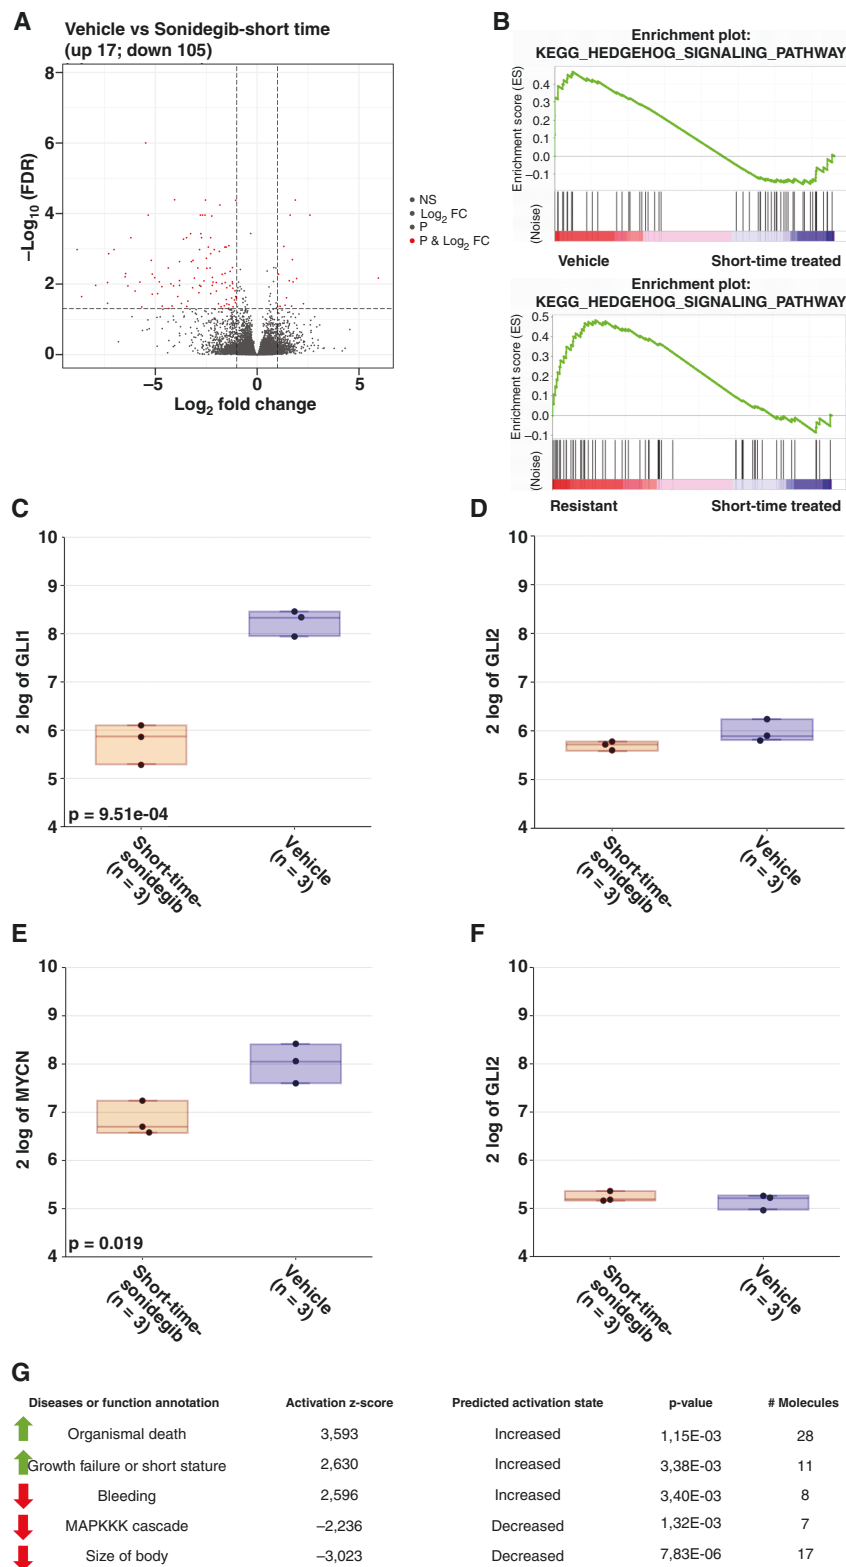 A
Vehicle vs Sonidegib-short time
(up 17; down 105)
8
6
4
2
0
−Log10 (FDR)
−5
0
5
Log2 fold change
NS
Log2 FC
P
P & Log2 FC
B
Enrichment plot:
KEGG_HEDGEHOG_SIGNALING_PATHWAY
Enrichment score (ES)
0.4
0.3
0.2
0.1
0.0
−0.1
(Noise)
Vehicle
Short-time treated
Enrichment plot:
KEGG_HEDGEHOG_SIGNALING_PATHWAY
Enrichment score (ES)
0.5
0.4
0.3
0.2
0.1
0.0
−0.1
(Noise)
Resistant
Short-time treated
C
2 log of GLI1
10
9
8
7
6
5
4
p = 9.51e-04
Short-time-
sonidegib
(n = 3)
Vehicle
(n = 3)
D
2 log of GLI2
10
9
8
7
6
5
4
Short-time-
sonidegib
(n = 3)
Vehicle
(n = 3)
E
2 log of MYCN
10
9
8
7
6
5
4
p = 0.019
Short-time-
sonidegib
(n = 3)
Vehicle
(n = 3)
F
2 log of GLI2
10
9
8
7
6
5
4
Short-time-
sonidegib
(n = 3)
Vehicle
(n = 3)
G
Diseases or function annotation Activation z-score Predicted activation state p-value # Molecules
Organismal death 3,593 Increased 1,15E-03 28
Growth failure or short stature 2,630 Increased 3,38E-03 11
Bleeding 2,596 Increased 3,40E-03 8
MAPKKK cascade −2,236 Decreased 1,32E-03 7
Size of body −3,023 Decreased 7,83E-06 17